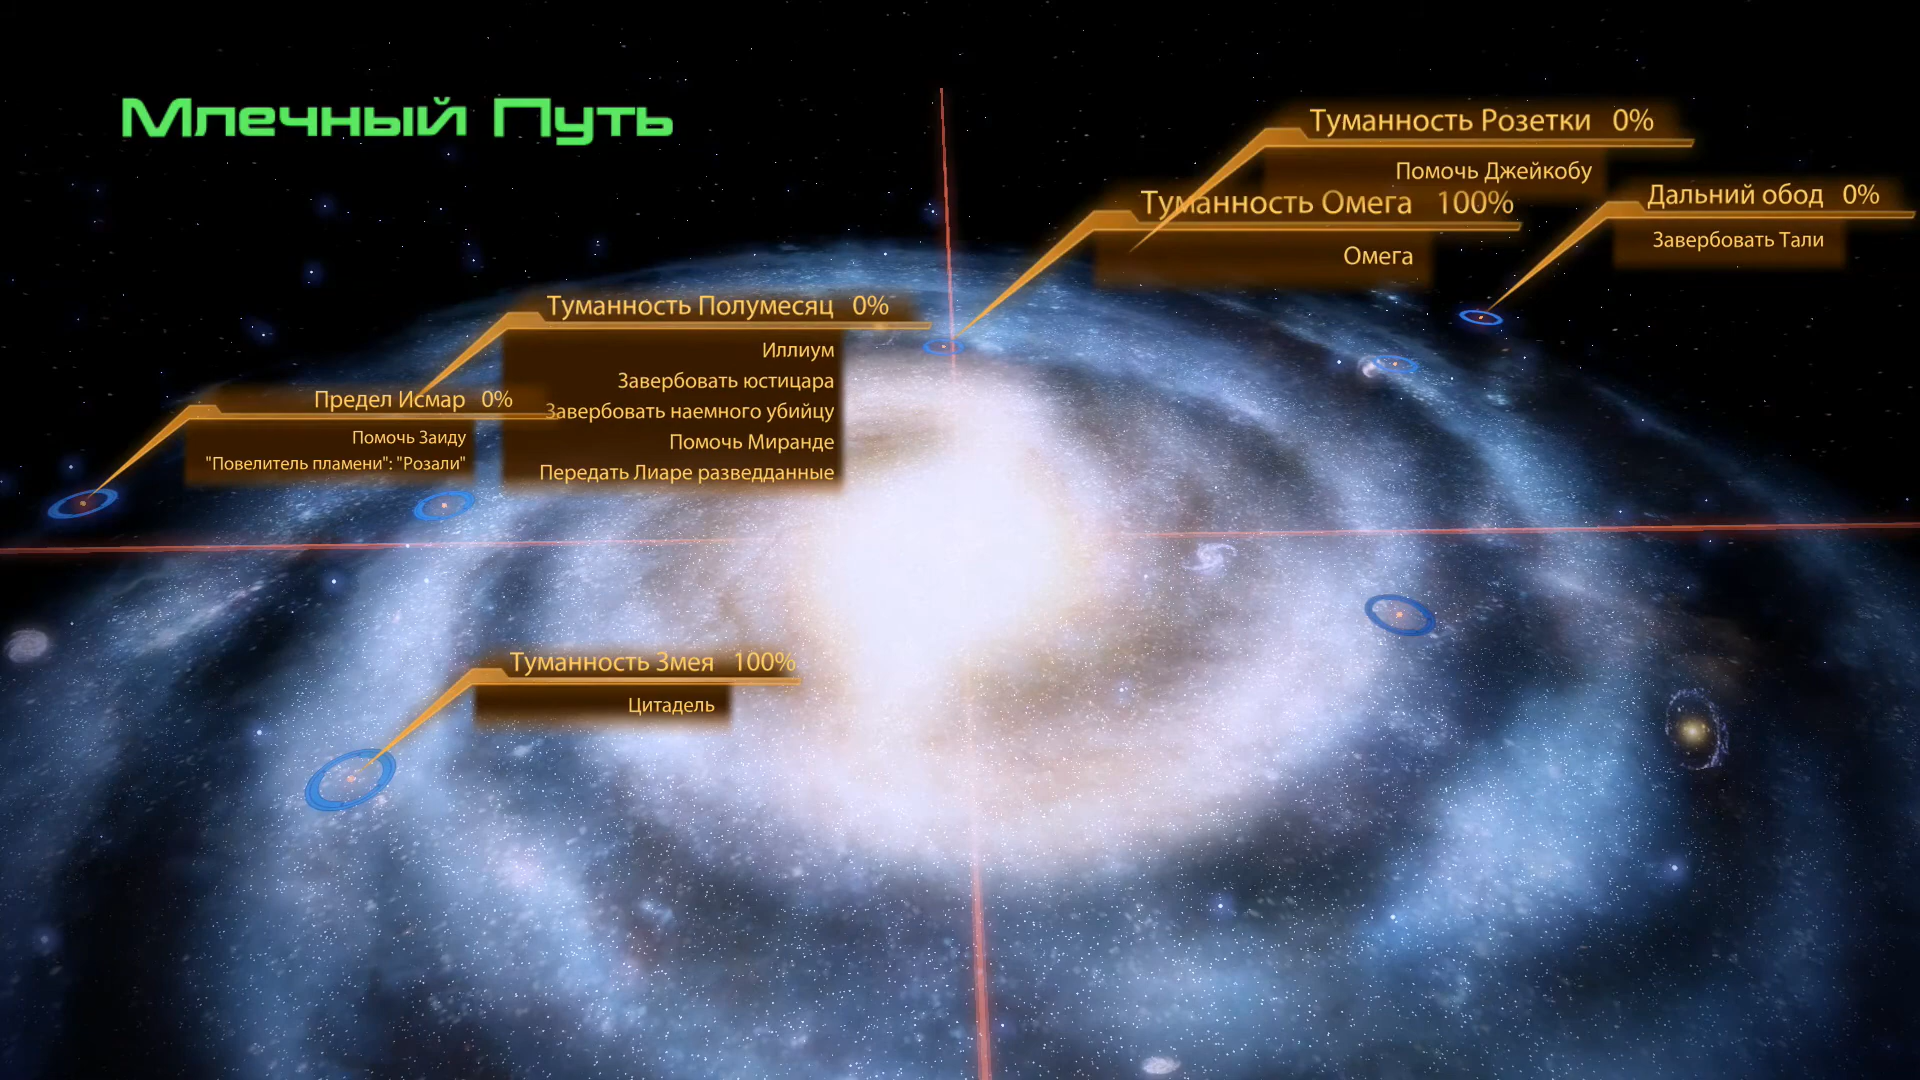 Млечный Путь
Туманность Розетки 0%
Помочь Джейкобу
Туманность Омега 100%
Омега
Дальний обод 0%
Завербовать Тали
Туманность Полумесяц 0%
Иллиум
Завербовать юстицара
Завербовать наемного убийцу
Помочь Миранде
Передать Лиаре разведданные
Предел Исмар 0%
Помочь Заиду
"Повелитель пламени": "Розали"
Туманность Змея 100%
Цитадель